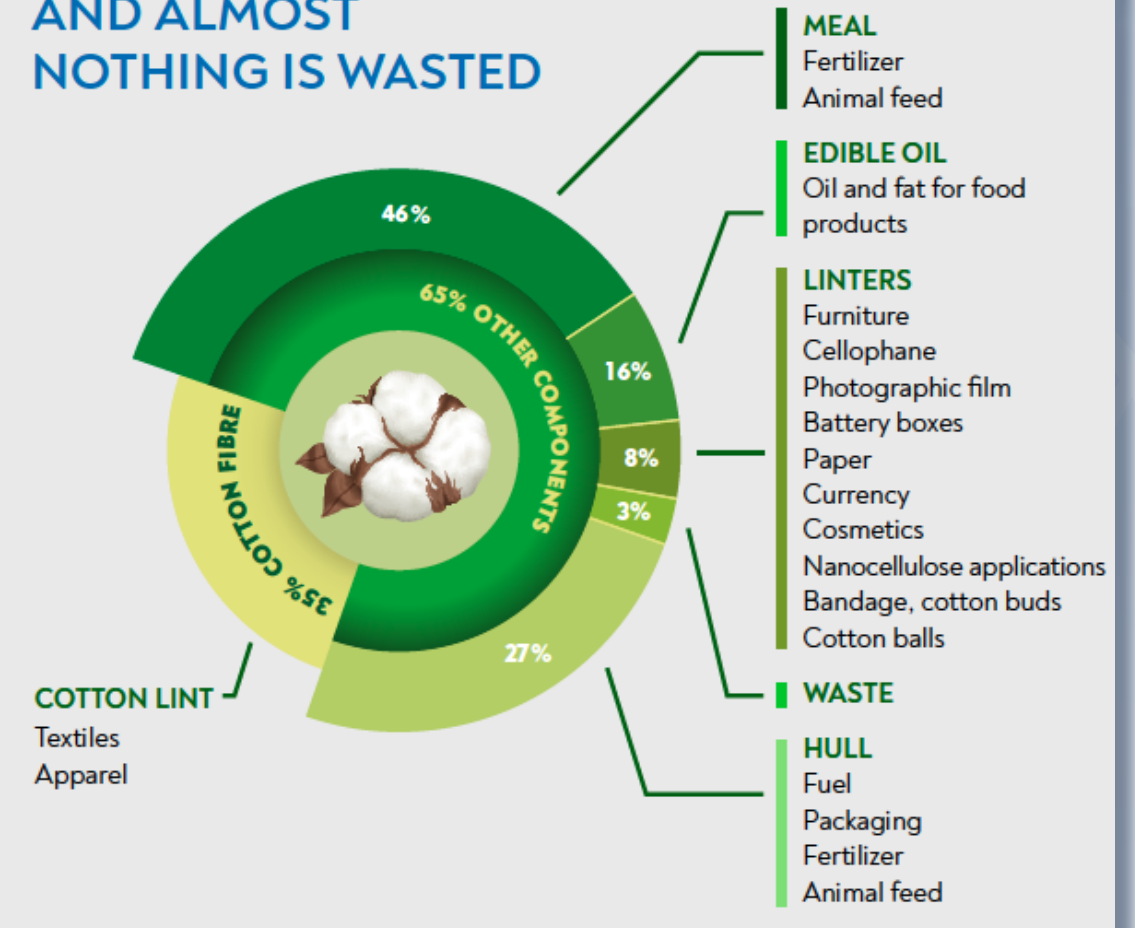 AND ALMOST
NOTHING IS WASTED
46%
65% OTHER COMPONENTS
16%
8%
3%
27%
35% COTTON FIBRE
COTTON LINT
Textiles
Apparel
MEAL
Fertilizer
Animal feed
EDIBLE OIL
Oil and fat for food
products
LINTERS
Furniture
Cellophane
Photographic film
Battery boxes
Paper
Currency
Cosmetics
Nanocellulose applications
Bandage, cotton buds
Cotton balls
WASTE
HULL
Fuel
Packaging
Fertilizer
Animal feed